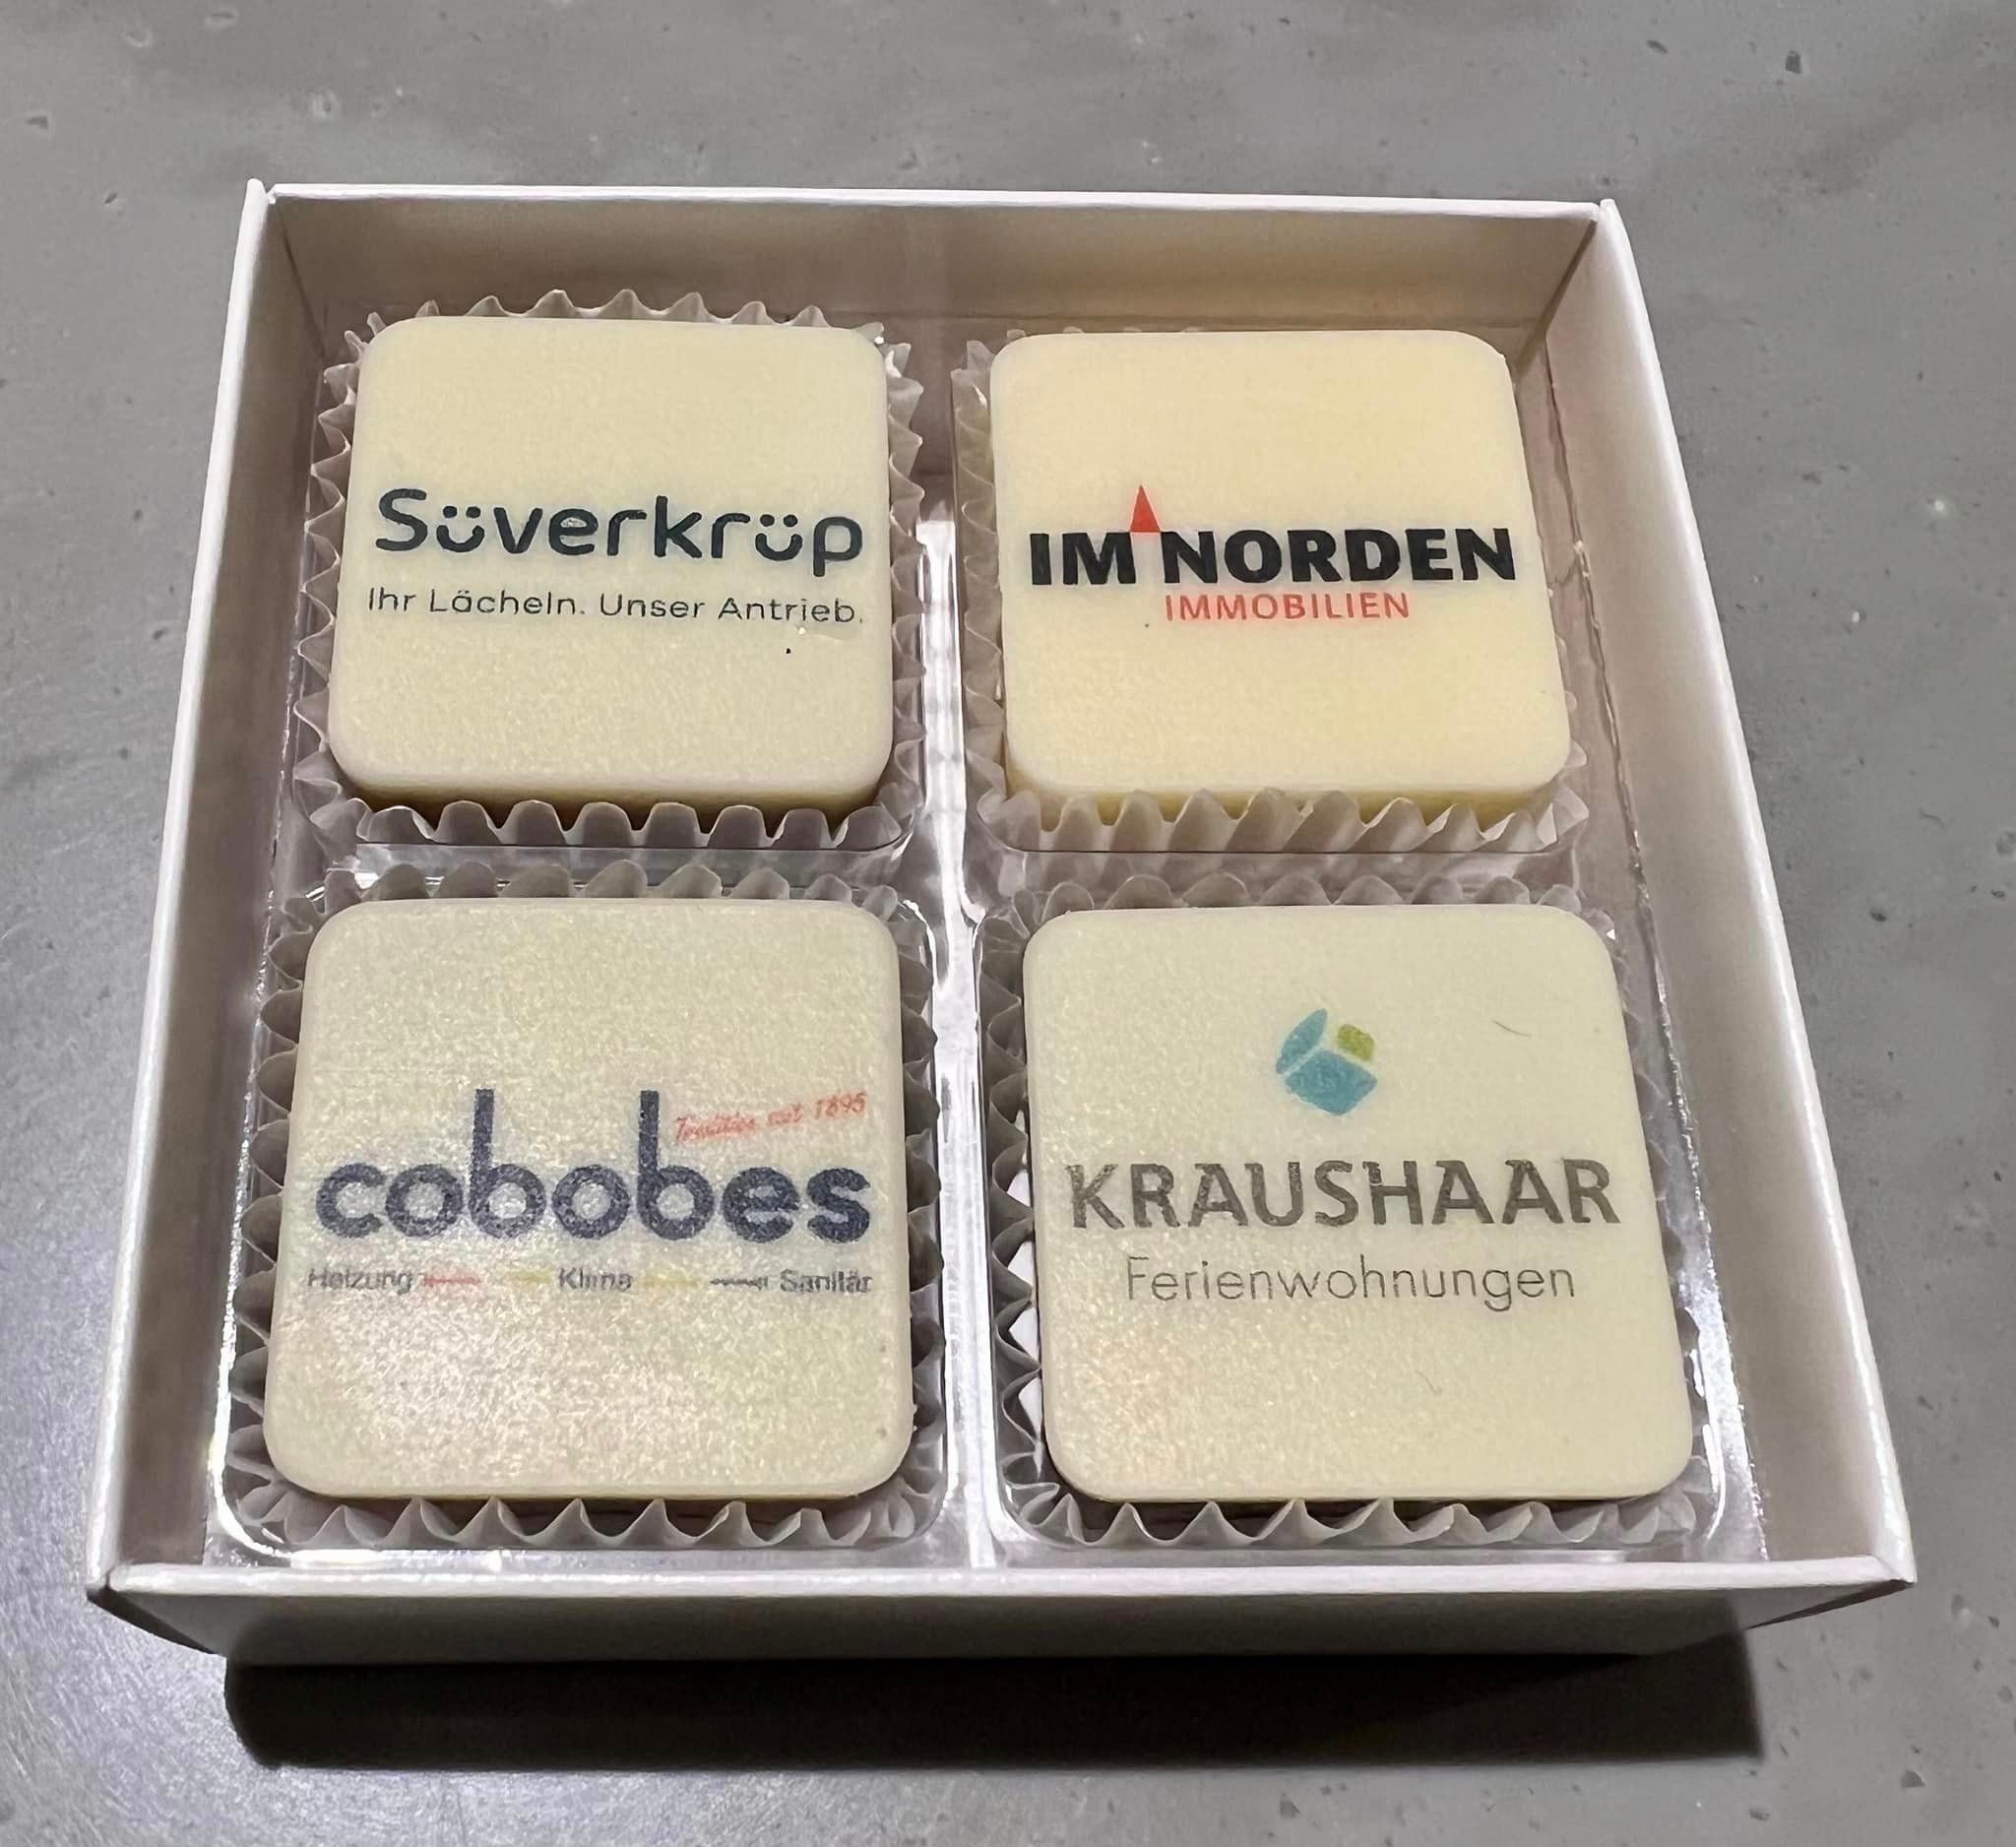 Süverkrüp
Ihr Lächeln. Unser Antrieb.
IM NORDEN
IMMOBILIEN
Tradition seit 1895
cobobes
Heizung Klima Sanitär
KRAUSHAAR
Ferienwohnungen